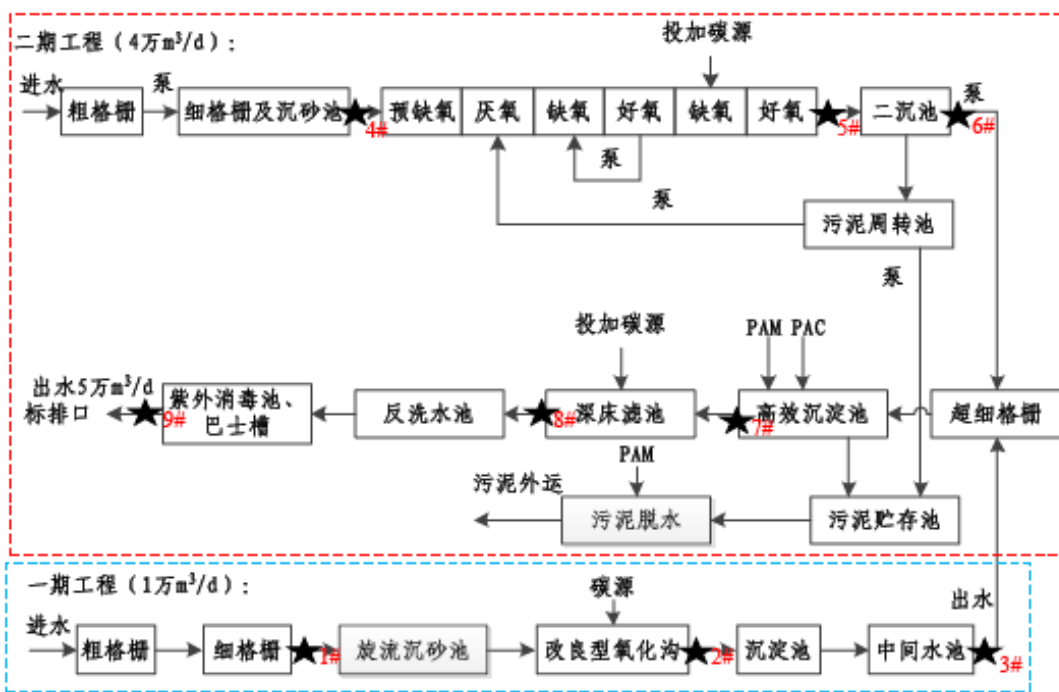 二期工程（4万m³/d）：
投加碳源
进水
泵
泵
粗格栅
细格栅及沉砂池
预缺氧
厌氧
缺氧
好氧
缺氧
好氧
二沉池
4#
5#
6#
泵
泵
污泥周转池
泵
投加碳源
PAM PAC
出水5万m³/d
标排口
紫外消毒池、
巴士槽
反洗水池
深床滤池
高效沉淀池
超细格栅
9#
8#
7#
PAM
污泥外运
污泥脱水
污泥贮存池
一期工程（1万m³/d）：
碳源
出水
进水
粗格栅
细格栅
旋流沉砂池
改良型氧化沟
沉淀池
中间水池
1#
2#
3#